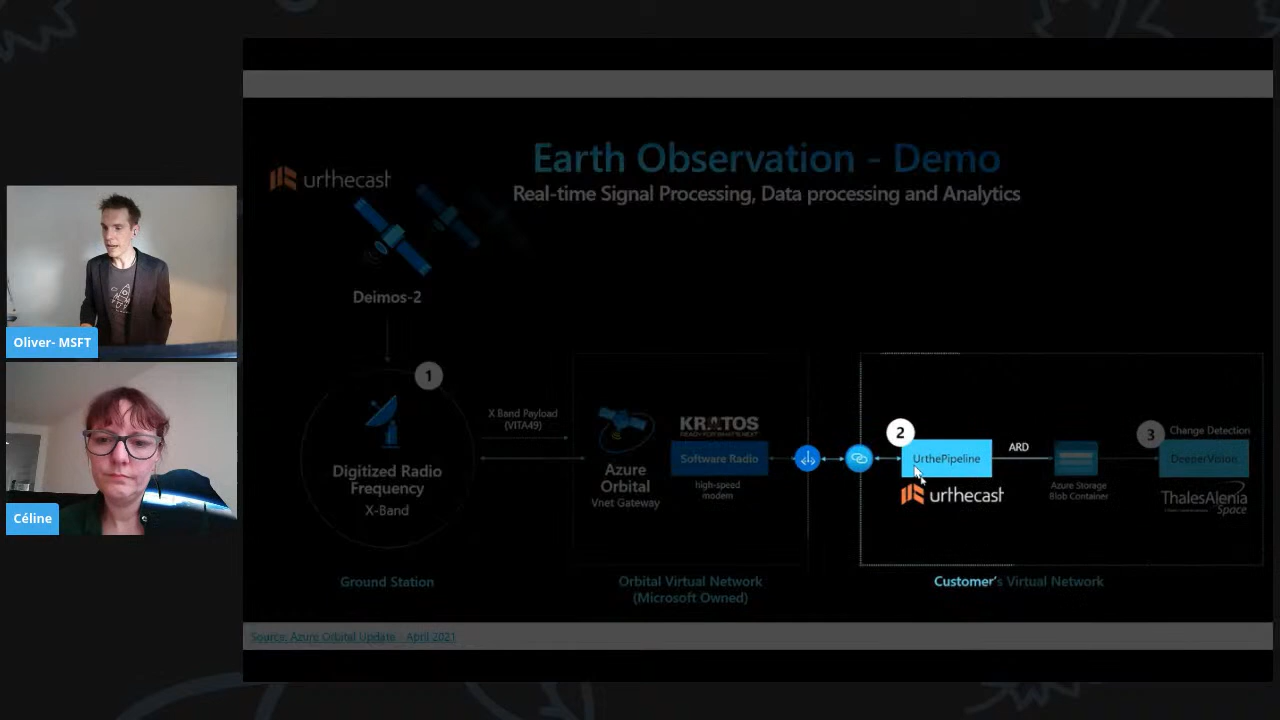 Earth Observation - Demo
Real-time Signal Processing, Data processing and Analytics
urthecast
Deimos-2
1
Digitized Radio
Frequency
X-Band
Ground Station
X Band Payload
(VITA49)
Azure
Orbital
Vnet Gateway
KRATOS
READY FOR WHAT'S NEXT
Software Radio
high-speed
modem
Orbital Virtual Network
(Microsoft Owned)
2
UrthePipeline
urthecast
ARD
Azure Storage
Blob Container
3
Change Detection
DeeperVision
ThalesAlenia
Space
Customer's Virtual Network
Source: Azure Orbital Update - April 2021
Oliver- MSFT
Céline